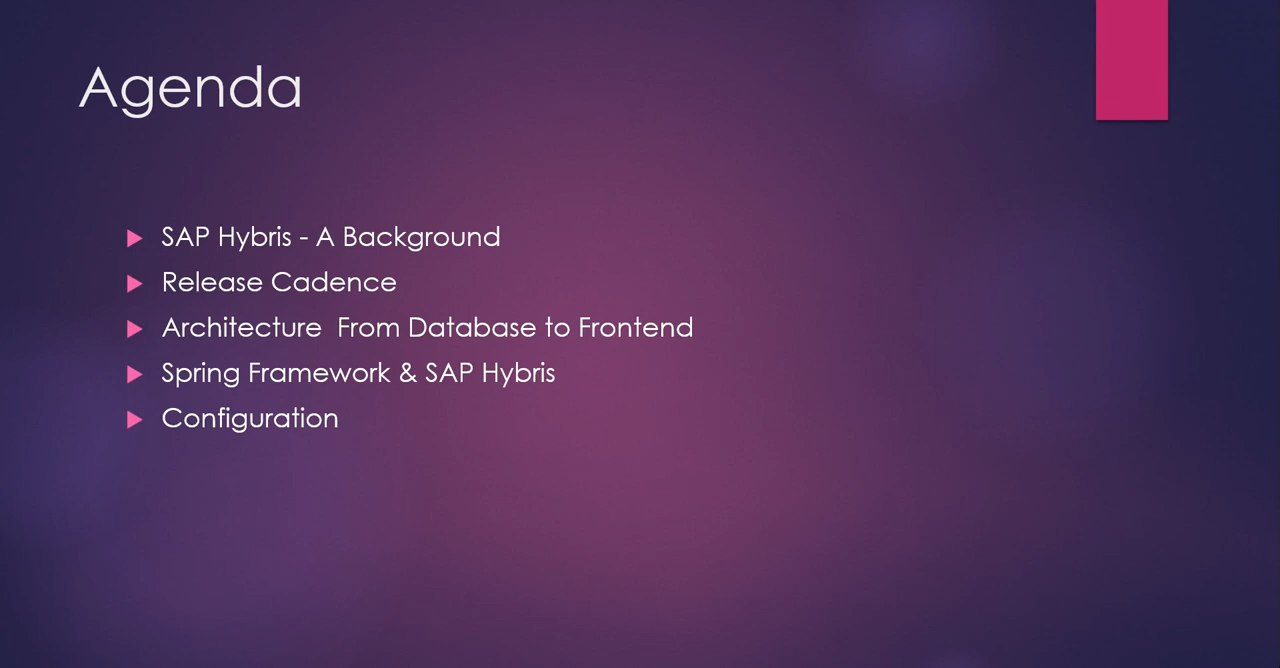 Agenda
SAP Hybris - A Background
Release Cadence
Architecture  From Database to Frontend
Spring Framework & SAP Hybris
Configuration